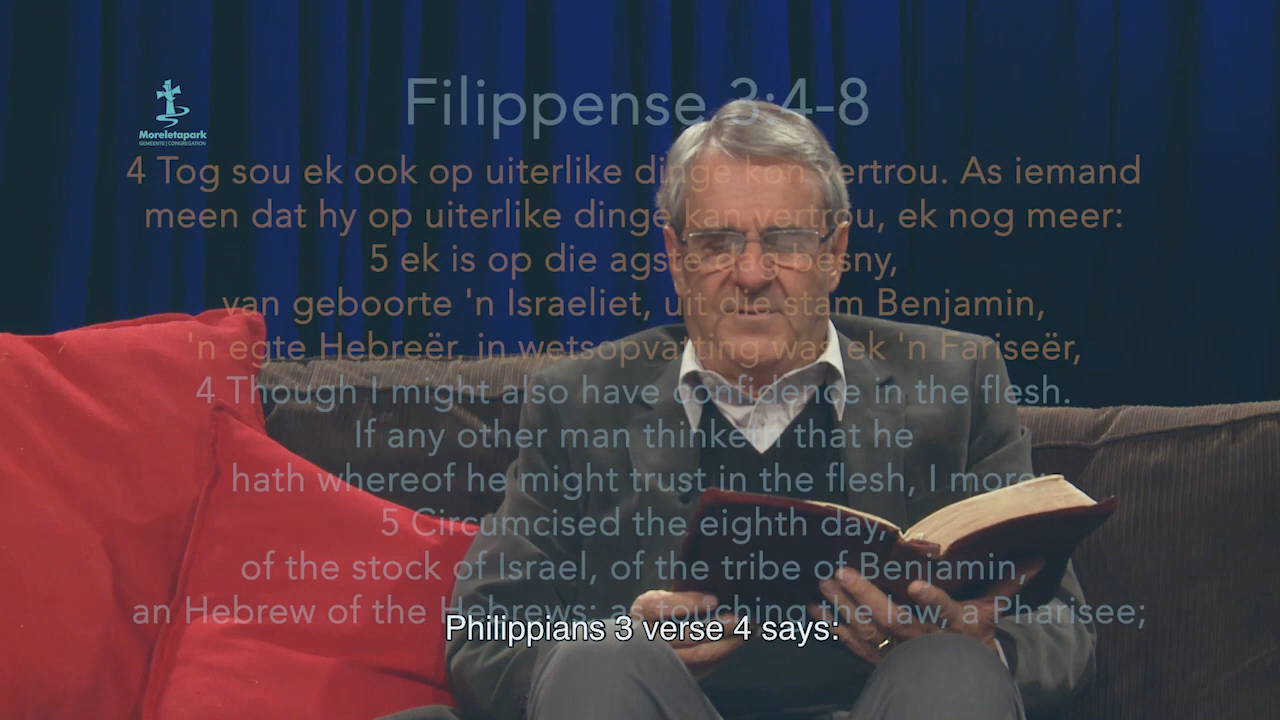 Filippense 3:4-8
Moreletapark
GEMEENTE | CONGREGATION
4 Tog sou ek ook op uiterlike dinge kon vertrou. As iemand
meen dat hy op uiterlike dinge kan vertrou, ek nog meer:
5 ek is op die agste dag besny,
van geboorte 'n Israeliet, uit die stam Benjamin,
'n egte Hebreër, in wetsopvatting was ek 'n Fariseër,
4 Though I might also have confidence in the flesh.
If any other man thinketh that he
hath whereof he might trust in the flesh, I more
5 Circumcised the eighth day,
of the stock of Israel, of the tribe of Benjamin,
an Hebrew of the Hebrews; as touching the law, a Pharisee;
Philippians 3 verse 4 says: